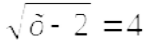 √(ð − 2) = 4